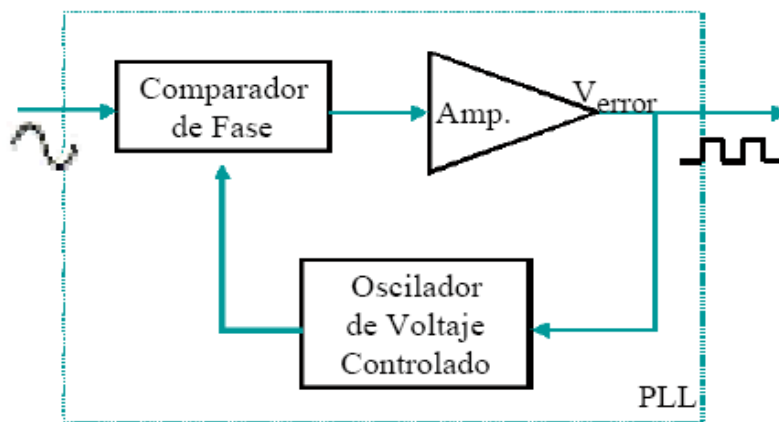 Comparador
de Fase
Amp.
Verror
Oscilador
de Voltaje
Controlado
PLL